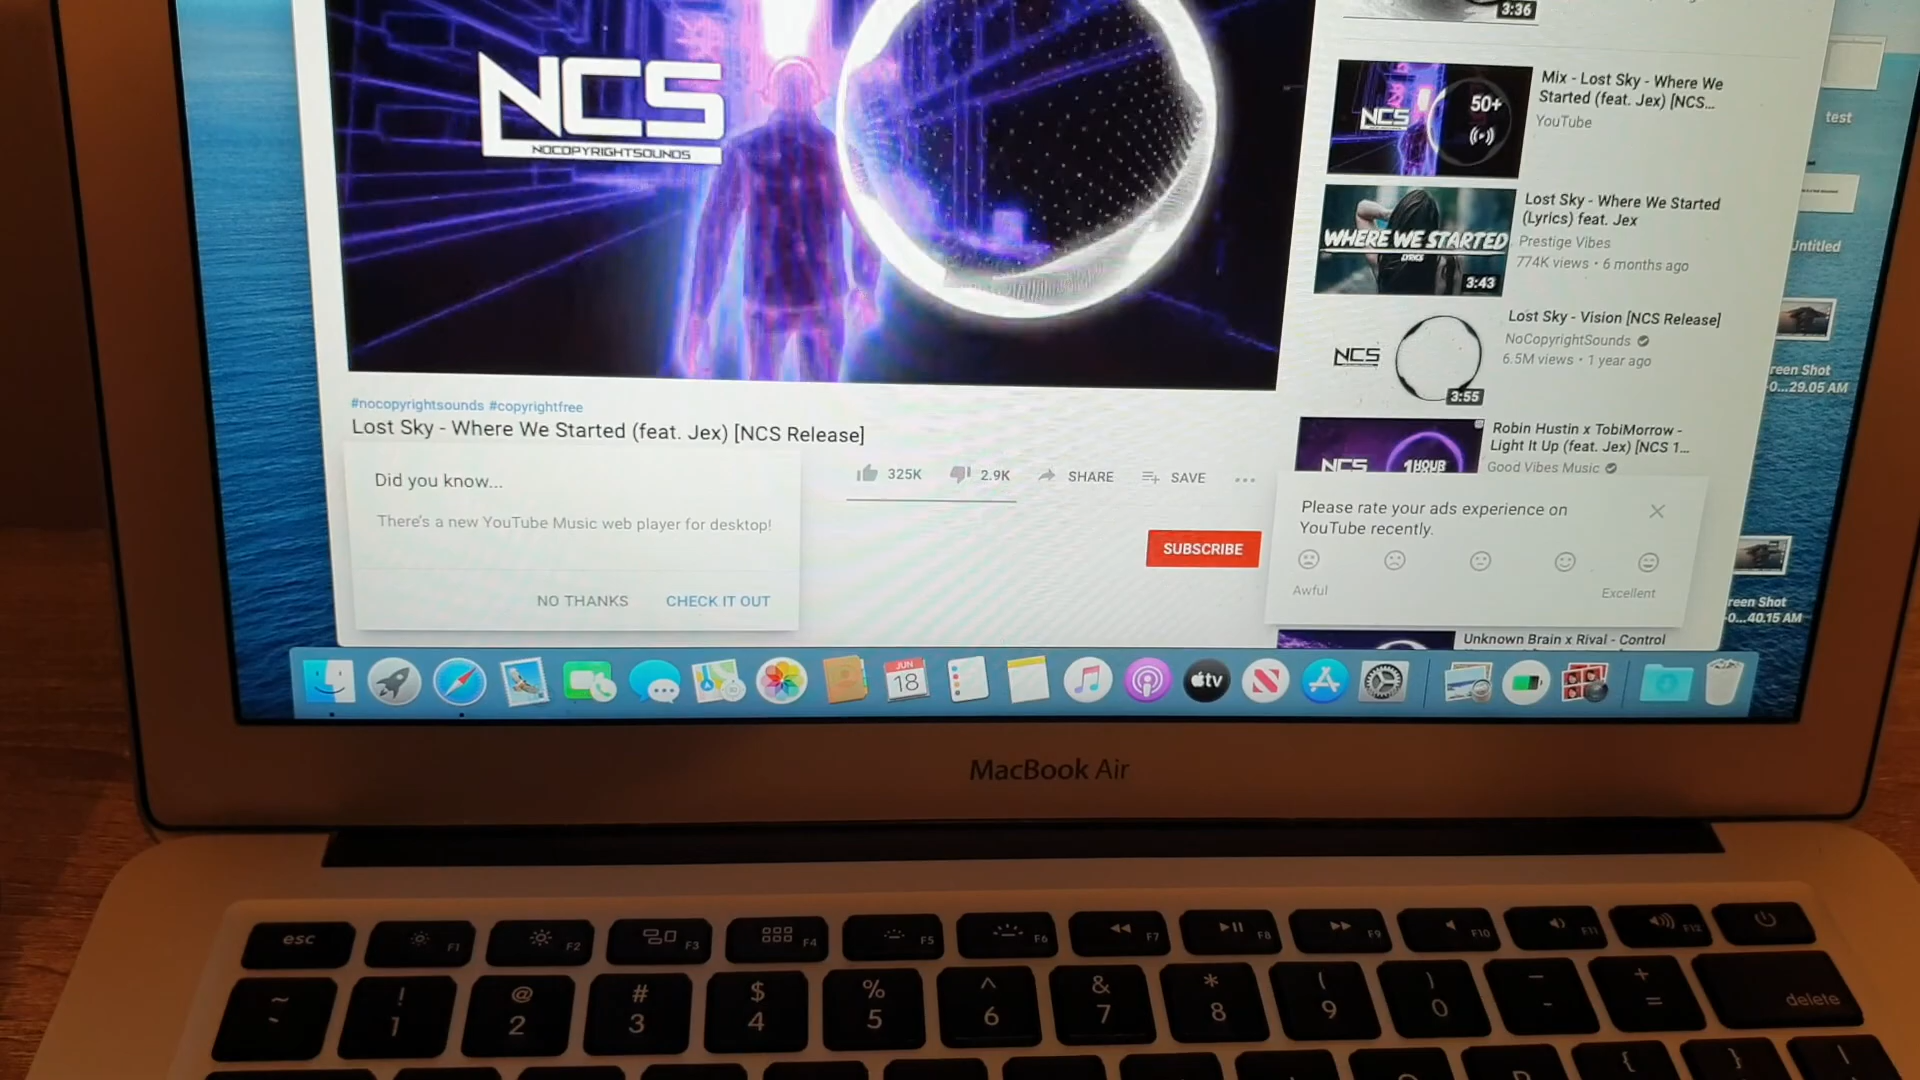 NCS
NOCOPYRIGHTSOUNDS
#nocopyrightsounds #copyrightfree
Lost Sky - Where We Started (feat. Jex) [NCS Release]
325K
2.9K
SHARE
SAVE
Did you know...
There's a new YouTube Music web player for desktop!
NO THANKS
CHECK IT OUT
SUBSCRIBE
3:36
NCS
50+
Mix - Lost Sky - Where We
Started (feat. Jex) [NCS...
YouTube
WHERE WE STARTED
LYRICS
3:43
Lost Sky - Where We Started
(Lyrics) feat. Jex
Prestige Vibes
774K views • 6 months ago
NCS
3:55
Lost Sky - Vision [NCS Release]
NoCopyrightSounds
6.5M views • 1 year ago
NCS
1HOUR
Robin Hustin x TobiMorrow -
Light It Up (feat. Jex) [NCS 1...
Good Vibes Music
Please rate your ads experience on
YouTube recently.
Awful
Excellent
Unknown Brain x Rival - Control
test
Untitled
reen Shot
0...29.05 AM
reen Shot
0...40.15 AM
JUN
18
tv
MacBook Air
esc
F1
F2
F3
F4
F5
F6
F7
F8
F9
F10
F11
F12
~
`
!
1
@
2
#
3
$
4
%
5
^
6
&
7
*
8
(
9
)
0
_
-
+
=
delete
{
}
|